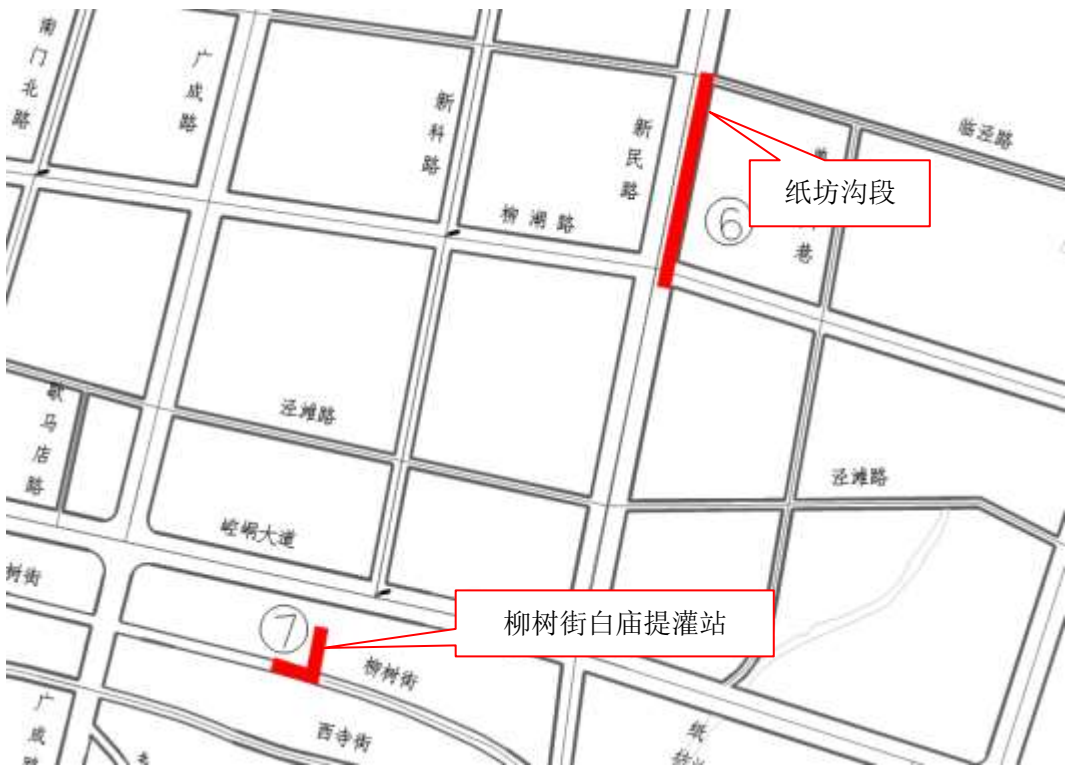 南门北路
广成路
新科路
新民路
临泾路
纸坊沟段
柳湖路
⑥
巷
歇马店路
泾滩路
泾滩路
崆峒大道
树街
⑦
柳树街白庙提灌站
柳树街
西寺街
广成路
纸坊